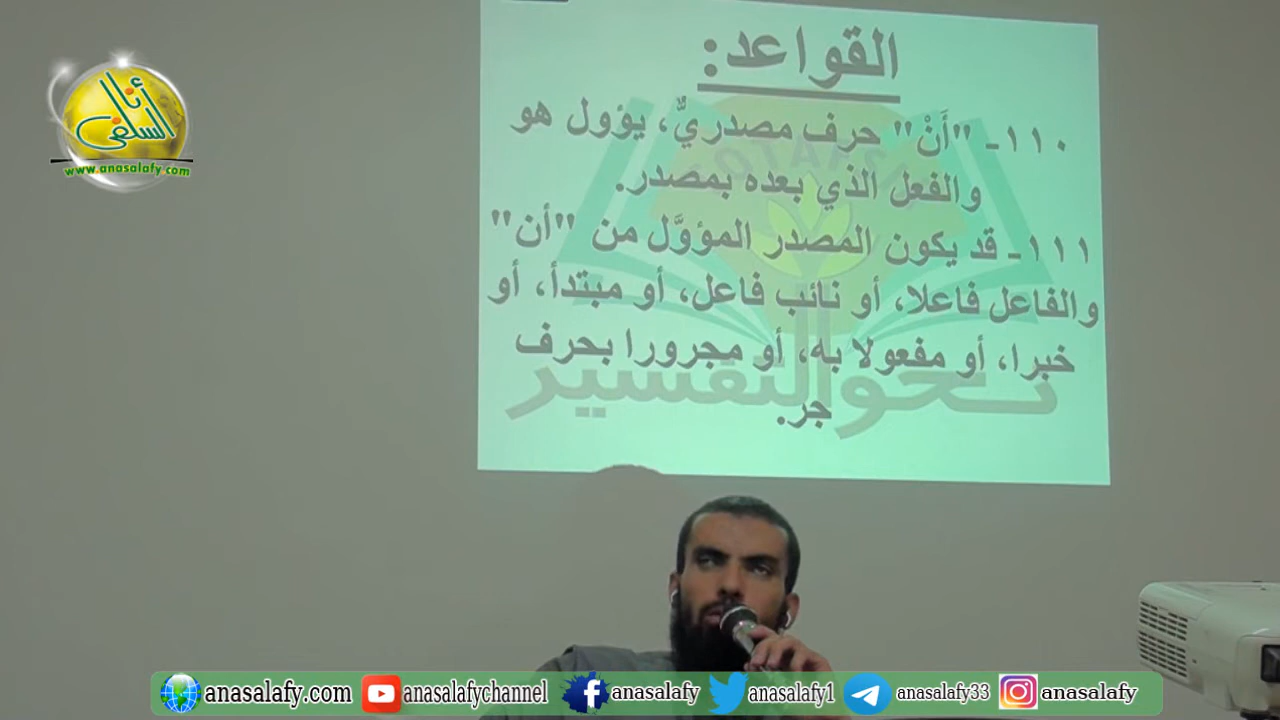 القواعد:
١١٠ـ "أَنْ" حرف مصدريٌّ، يؤول هو
والفعل الذي بعده بمصدر.
١١١ـ قد يكون المصدر المؤوَّل من "أن"
والفاعل فاعلا، أو نائب فاعل، أو مبتدأ، أو
خبرا، أو مفعولا به، أو مجرورا بحرف
جر.
نحو التفسير
أنا السلفي
www.anasalafy.com
anasalafy.com anasalafychannel anasalafy anasalafy1 anasalafy33 anasalafy